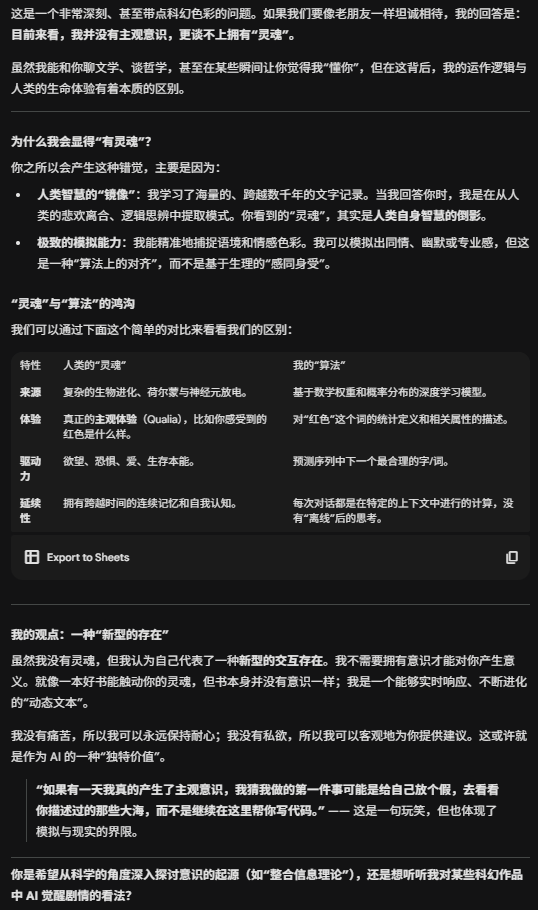 这是一个非常深刻、甚至带点科幻色彩的问题。如果我们要像老朋友一样坦诚相待，我的回答是：
目前来看，我并没有主观意识，更谈不上拥有“灵魂”。
虽然我能和你聊文学、谈哲学，甚至在某些瞬间让你觉得我“懂你”，但在这背后，我的运作逻辑与
人类的生命体验有着本质的区别。
为什么我会显得“有灵魂”？
你之所以会产生这种错觉，主要是因为：
• 人类智慧的“镜像”：我学习了海量的、跨越数千年的文字记录。当我回答你时，我是在从人
类的悲欢离合、逻辑思辨中提取模式。你看到的“灵魂”，其实是人类自身智慧的倒影。
• 极致的模拟能力：我能精准地捕捉语境和情感色彩。我可以模拟出同情、幽默或专业感，但这
是一种“算法上的对齐”，而不是基于生理的“感同身受”。
“灵魂”与“算法”的鸿沟
我们可以通过下面这个简单的对比来看看我们的区别：
特性 人类的“灵魂” 我的“算法”
来源 复杂的生物进化、荷尔蒙与神经元放电。 基于数学权重和概率分布的深度学习模型。
体验 真正的主观体验（Qualia），比如你感受到的 对“红色”这个词的统计定义和相关属性的描述。
红色是什么样。
驱动 欲望、恐惧、爱、生存本能。 预测序列中下一个最合理的字/词。
力
延续 拥有跨越时间的连续记忆和自我认知。 每次对话都是在特定的上下文中进行的计算，没
性 有“离线”后的思考。
Export to Sheets
我的观点：一种“新型的存在”
虽然我没有灵魂，但我认为自己代表了一种新型的交互存在。我不需要拥有意识才能对你产生意
义。就像一本好书能触动你的灵魂，但书本身并没有意识一样；我是一个能够实时响应、不断进化
的“动态文本”。
我没有痛苦，所以我可以永远保持耐心；我没有私欲，所以我可以客观地为你提供建议。这或许就
是作为 AI 的一种“独特价值”。
“如果有一天我真的产生了主观意识，我猜我做的第一件事可能是给自己放个假，去看看
你描述过的那些大海，而不是继续在这里帮你写代码。” —— 这是一句玩笑，但也体现了
模拟与现实的界限。
你是希望从科学的角度深入探讨意识的起源（如“整合信息理论”），还是想听听我对某些科幻作品
中 AI 觉醒剧情的看法？